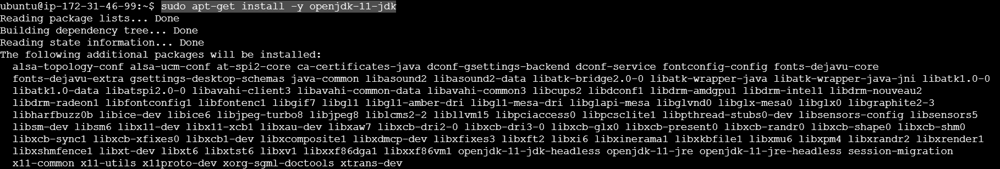 ubuntu@ip-172-31-46-99:~$ sudo apt-get install -y openjdk-11-jdk
Reading package lists... Done
Building dependency tree... Done
Reading state information... Done
The following additional packages will be installed:
  alsa-topology-conf alsa-ucm-conf at-spi2-core ca-certificates-java dconf-gsettings-backend dconf-service fontconfig-config fonts-dejavu-core
  fonts-dejavu-extra gsettings-desktop-schemas java-common libasound2 libasound2-data libatk-bridge2.0-0 libatk-wrapper-java libatk-wrapper-java-jni libatk1.0-0
  libatk1.0-data libatspi2.0-0 libavahi-client3 libavahi-common-data libavahi-common3 libcups2 libdconf1 libdrm-amdgpu1 libdrm-intel1 libdrm-nouveau2
  libdrm-radeon1 libfontconfig1 libfontenc1 libgif7 libgl1 libgl1-amber-dri libgl1-mesa-dri libglapi-mesa libglvnd0 libglx-mesa0 libglx0 libgraphite2-3
  libharfbuzz0b libice-dev libice6 libjpeg-turbo8 libjpeg8 liblcms2-2 libllvm15 libpciaccess0 libpcsclite1 libpthread-stubs0-dev libsensors-config libsensors5
  libsm-dev libsm6 libx11-dev libx11-xcb1 libxau-dev libxaw7 libxcb-dri2-0 libxcb-dri3-0 libxcb-glx0 libxcb-present0 libxcb-randr0 libxcb-shape0 libxcb-shm0
  libxcb-sync1 libxcb-xfixes0 libxcb1-dev libxcomposite1 libxdmcp-dev libxfixes3 libxft2 libxi6 libxinerama1 libxkbfile1 libxmu6 libxpm4 libxrandr2 libxrender1
  libxshmfence1 libxt-dev libxt6 libxtst6 libxv1 libxxf86dga1 libxxf86vm1 openjdk-11-jdk-headless openjdk-11-jre openjdk-11-jre-headless session-migration
  x11-common x11-utils x11proto-dev xorg-sgml-doctools xtrans-dev